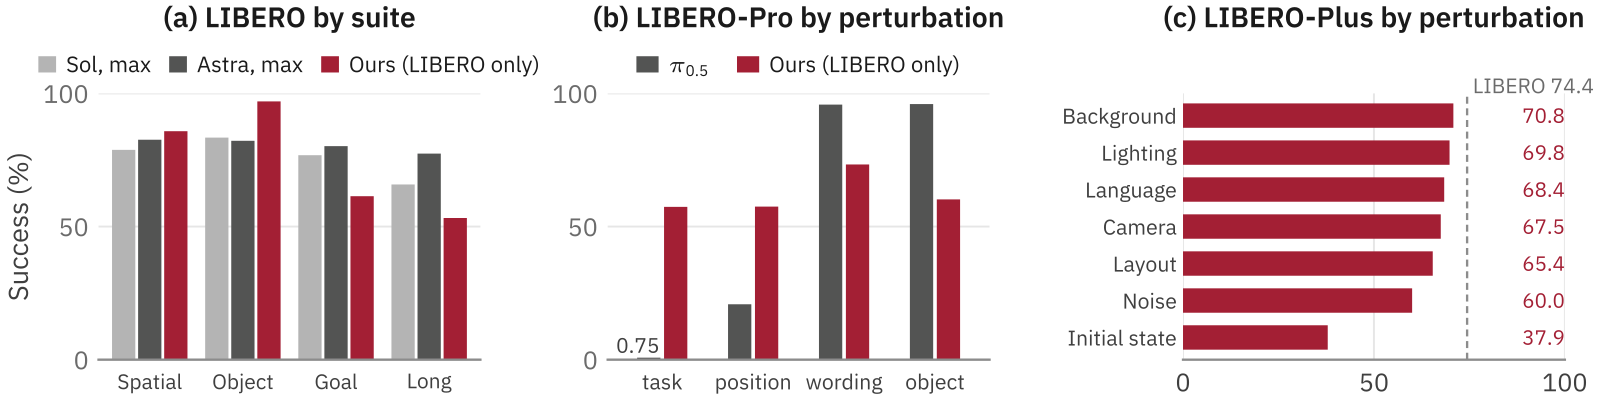 (a) LIBERO by suite
Sol, max Astra, max Ours (LIBERO only)
Success (%)
100
50
0
Spatial Object Goal Long
(b) LIBERO-Pro by perturbation
π0.5 Ours (LIBERO only)
100
50
0
0.75
task position wording object
(c) LIBERO-Plus by perturbation
LIBERO 74.4
Background 70.8
Lighting 69.8
Language 68.4
Camera 67.5
Layout 65.4
Noise 60.0
Initial state 37.9
0 50 100